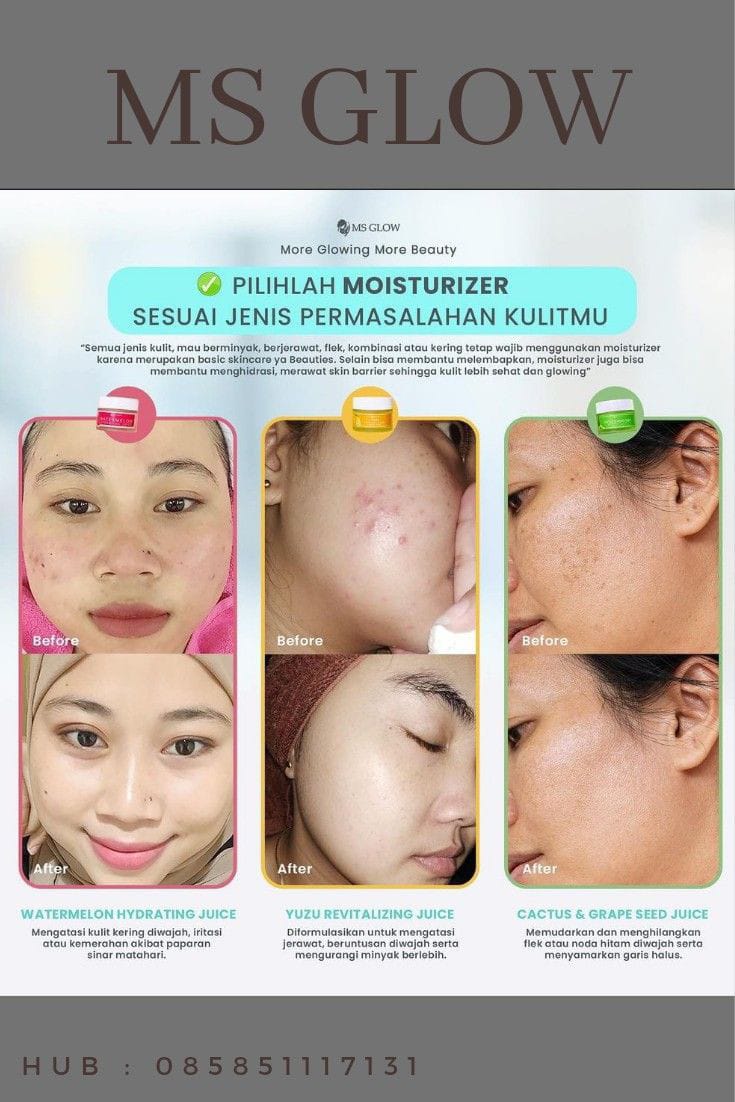 MS GLOW
MS GLOW
More Glowing More Beauty
PILIHLAH MOISTURIZER
SESUAI JENIS PERMASALAHAN KULITMU
"Semua jenis kulit, mau berminyak, berjerawat, flek, kombinasi atau kering tetap wajib menggunakan moisturizer
karena merupakan basic skincare ya Beauties. Selain bisa membantu melembapkan, moisturizer juga bisa
membantu menghidrasi, merawat skin barrier sehingga kulit lebih sehat dan glowing"
WATERMELON
Before
Before
Before
After
After
After
WATERMELON HYDRATING JUICE
Mengatasi kulit kering diwajah, iritasi
atau kemerahan akibat paparan
sinar matahari.
YUZU REVITALIZING JUICE
Diformulasikan untuk mengatasi
jerawat, beruntusan diwajah serta
mengurangi minyak berlebih.
CACTUS & GRAPE SEED JUICE
Memudarkan dan menghilangkan
flek atau noda hitam diwajah serta
menyamarkan garis halus.
HUB : 085851117131